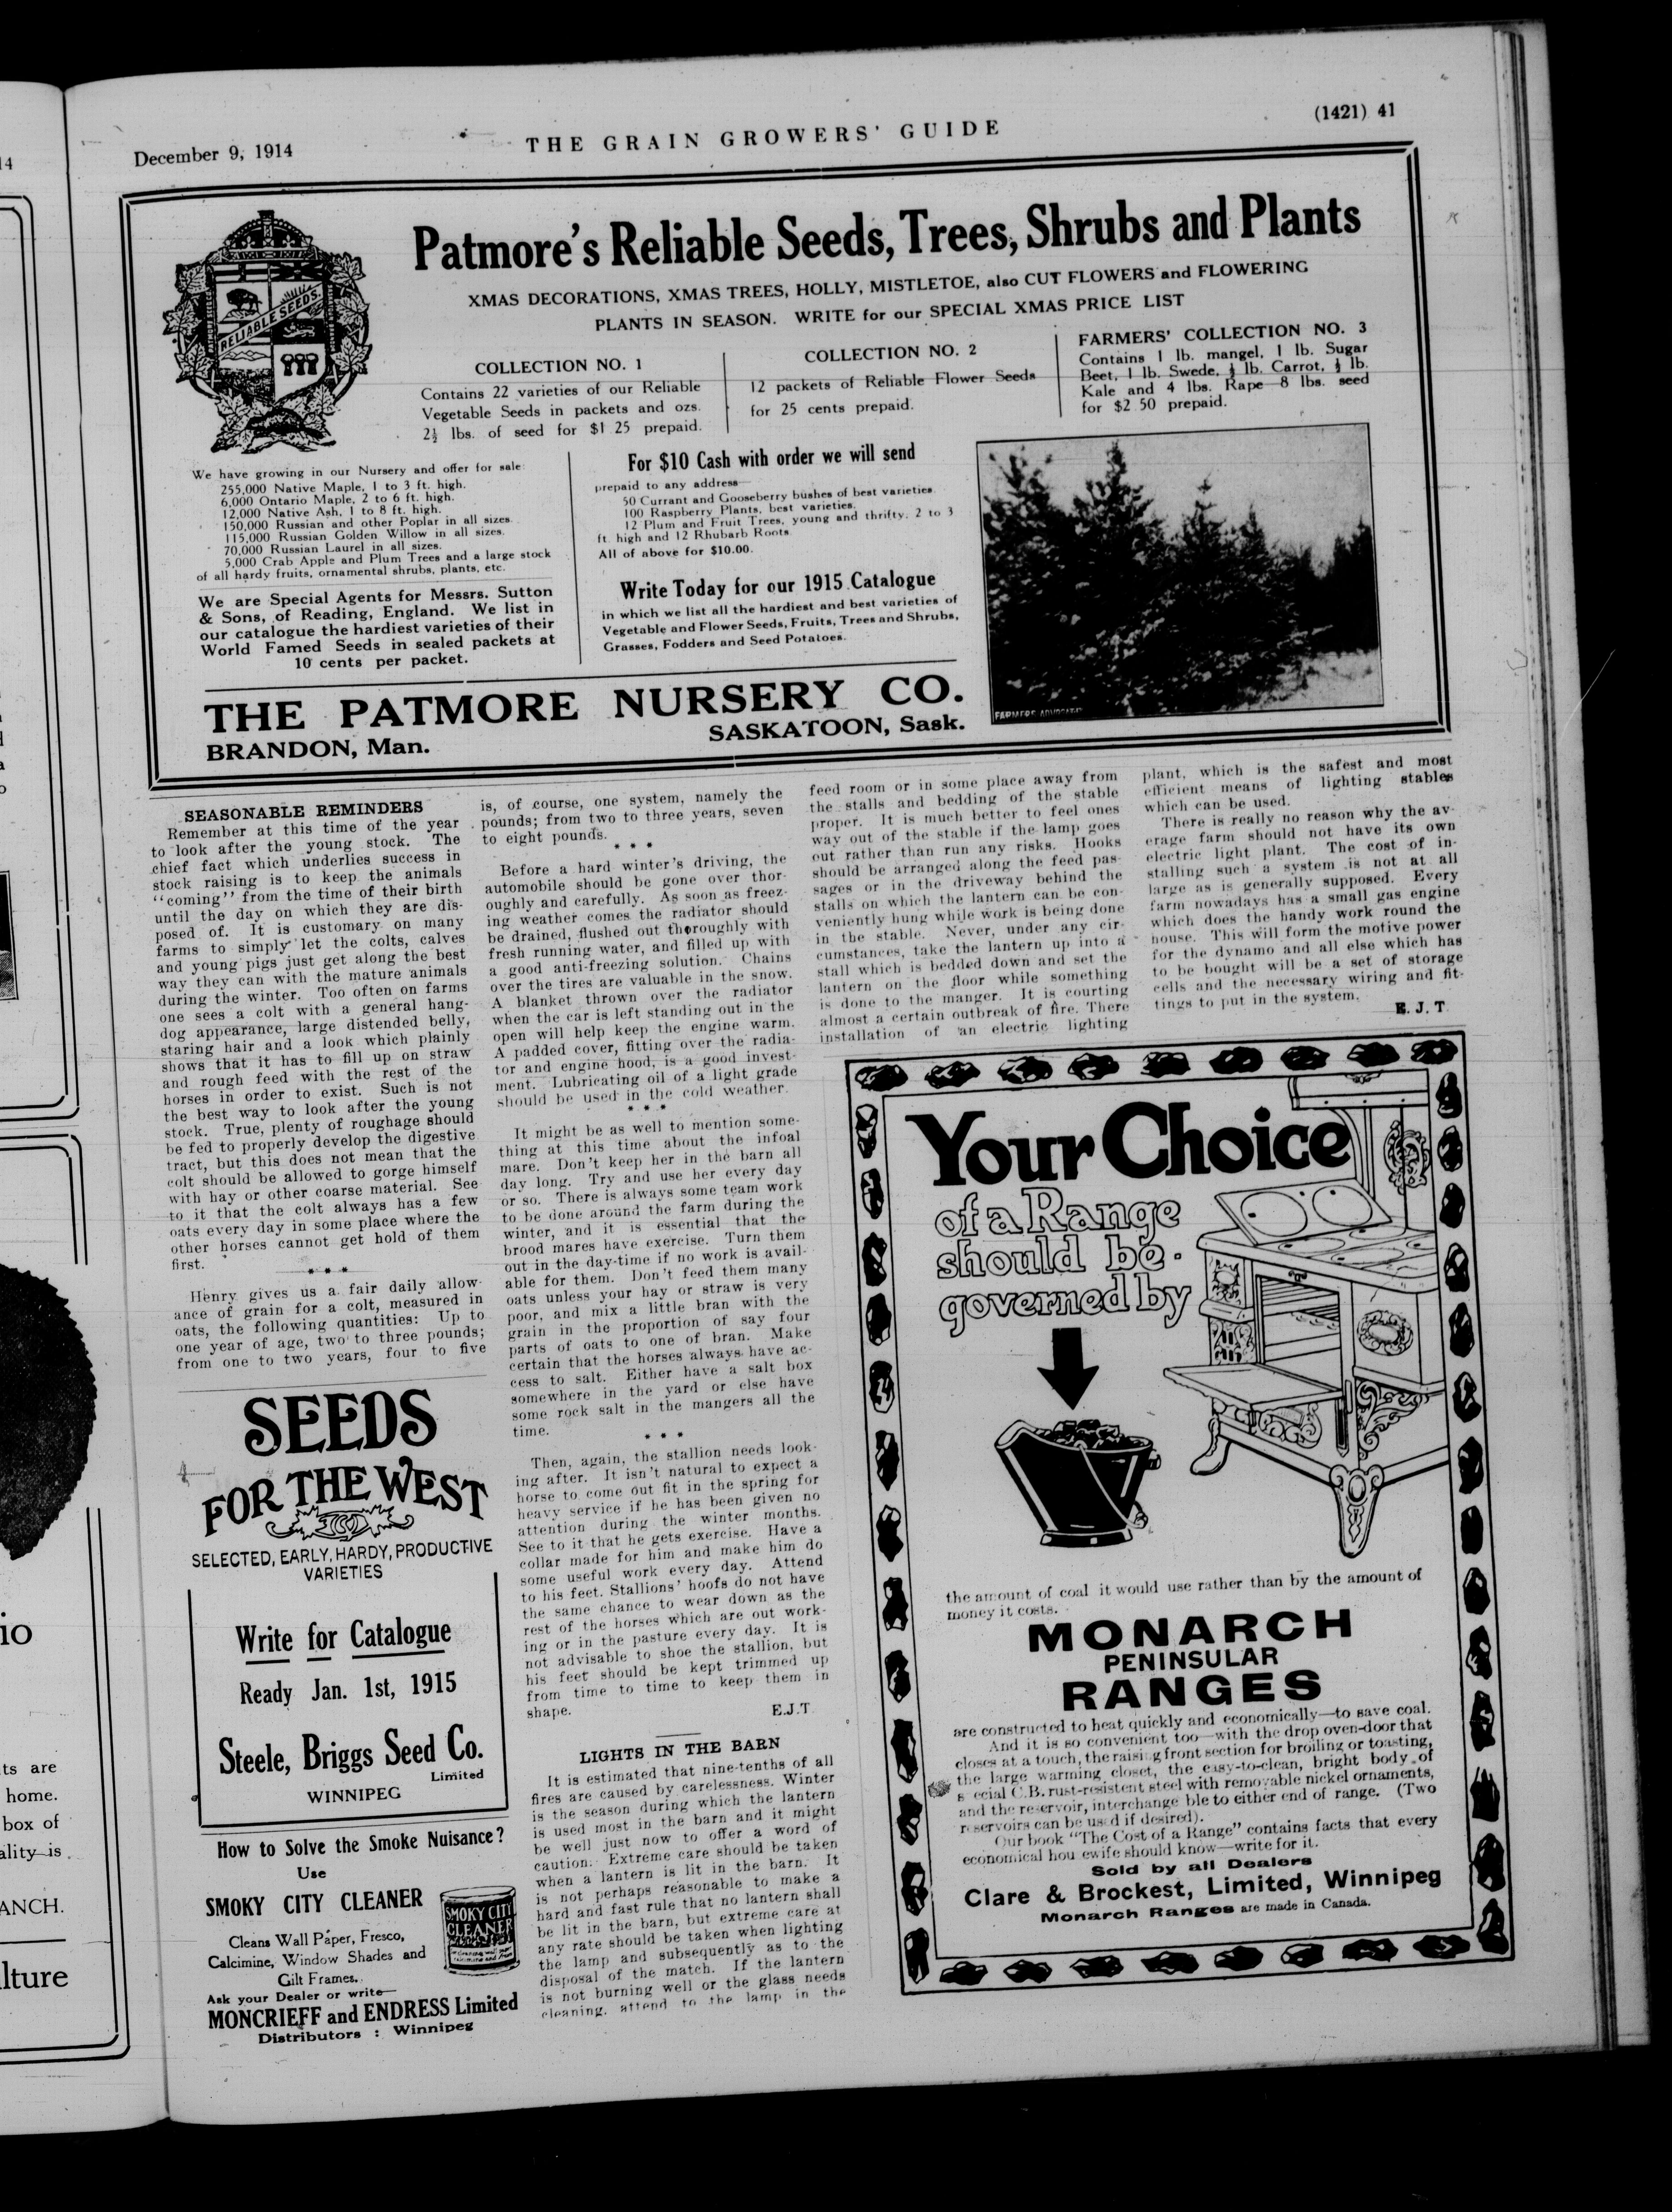 December 9, 1914
THE GRAIN GROWERS' GUIDE
(1421) 41
RELIABLE SEEDS.
Patmore's Reliable Seeds, Trees, Shrubs and Plants
XMAS DECORATIONS, XMAS TREES, HOLLY, MISTLETOE, also CUT FLOWERS and FLOWERING
PLANTS IN SEASON. WRITE for our SPECIAL XMAS PRICE LIST
COLLECTION NO. 1
Contains 22 varieties of our Reliable
Vegetable Seeds in packets and ozs.
2½ lbs. of seed for $1 25 prepaid.
COLLECTION NO. 2
12 packets of Reliable Flower Seeds
for 25 cents prepaid.
FARMERS' COLLECTION NO. 3
Contains 1 lb. mangel, 1 lb. Sugar
Beet, 1 lb. Swede, ½ lb. Carrot, ½ lb.
Kale and 4 lbs. Rape—8 lbs. seed
for $2 50 prepaid.
We have growing in our Nursery and offer for sale:
255,000 Native Maple, 1 to 3 ft. high.
6,000 Ontario Maple, 2 to 6 ft. high.
12,000 Native Ash, 1 to 8 ft. high.
150,000 Russian and other Poplar in all sizes.
115,000 Russian Golden Willow in all sizes.
70,000 Russian Laurel in all sizes.
5,000 Crab Apple and Plum Trees and a large stock
of all hardy fruits, ornamental shrubs, plants, etc.
We are Special Agents for Messrs. Sutton
& Sons, of Reading, England. We list in
our catalogue the hardiest varieties of their
World Famed Seeds in sealed packets at
10 cents per packet.
For $10 Cash with order we will send
prepaid to any address—
50 Currant and Gooseberry bushes of best varieties.
100 Raspberry Plants, best varieties.
12 Plum and Fruit Trees, young and thrifty, 2 to 3
ft. high and 12 Rhubarb Roots.
All of above for $10.00.
Write Today for our 1915 Catalogue
in which we list all the hardiest and best varieties of
Vegetable and Flower Seeds, Fruits, Trees and Shrubs,
Grasses, Fodders and Seed Potatoes.
FARMERS ADVOCATE
THE PATMORE NURSERY CO.
BRANDON, Man.
SASKATOON, Sask.
SEASONABLE REMINDERS
Remember at this time of the year
to look after the young stock. The
chief fact which underlies success in
stock raising is to keep the animals
"coming" from the time of their birth
until the day on which they are dis-
posed of. It is customary on many
farms to simply let the colts, calves
and young pigs just get along the best
way they can with the mature animals
during the winter. Too often on farms
one sees a colt with a general hang-
dog appearance, large distended belly,
staring hair and a look which plainly
shows that it has to fill up on straw
and rough feed with the rest of the
horses in order to exist. Such is not
the best way to look after the young
stock. True, plenty of roughage should
be fed to properly develop the digestive
tract, but this does not mean that the
colt should be allowed to gorge himself
with hay or other coarse material. See
to it that the colt always has a few
oats every day in some place where the
other horses cannot get hold of them
first.
* * *
Henry gives us a fair daily allow-
ance of grain for a colt, measured in
oats, the following quantities: Up to
one year of age, two to three pounds;
from one to two years, four to five
SEEDS
FOR THE WEST
SELECTED, EARLY, HARDY, PRODUCTIVE
VARIETIES
Write for Catalogue
Ready Jan. 1st, 1915
Steele, Briggs Seed Co.
Limited
WINNIPEG
How to Solve the Smoke Nuisance?
Use
SMOKY CITY CLEANER
Cleans Wall Paper, Fresco,
Calcimine, Window Shades and
Gilt Frames.
SMOKY CITY
CLEANER
Ask your Dealer or write—
MONCRIEFF and ENDRESS Limited
Distributors : Winnipeg
is, of course, one system, namely the
pounds; from two to three years, seven
to eight pounds.
* * *
Before a hard winter's driving, the
automobile should be gone over thor-
oughly and carefully. As soon as freez-
ing weather comes the radiator should
be drained, flushed out thoroughly with
fresh running water, and filled up with
a good anti-freezing solution. Chains
over the tires are valuable in the snow.
A blanket thrown over the radiator
when the car is left standing out in the
open will help keep the engine warm.
A padded cover, fitting over the radia-
tor and engine hood, is a good invest-
ment. Lubricating oil of a light grade
should be used in the cold weather.
* * *
It might be as well to mention some-
thing at this time about the infoal
mare. Don't keep her in the barn all
day long. Try and use her every day
or so. There is always some team work
to be done around the farm during the
winter, and it is essential that the
brood mares have exercise. Turn them
out in the day-time if no work is avail-
able for them. Don't feed them many
oats unless your hay or straw is very
poor, and mix a little bran with the
grain in the proportion of say four
parts of oats to one of bran. Make
certain that the horses always have ac-
cess to salt. Either have a salt box
somewhere in the yard or else have
some rock salt in the mangers all the
time.
* * *
Then, again, the stallion needs look-
ing after. It isn't natural to expect a
horse to come out fit in the spring for
heavy service if he has been given no
attention during the winter months.
See to it that he gets exercise. Have a
collar made for him and make him do
some useful work every day. Attend
to his feet. Stallions' hoofs do not have
the same chance to wear down as the
rest of the horses which are out work-
ing or in the pasture every day. It is
not advisable to shoe the stallion, but
his feet should be kept trimmed up
from time to time to keep them in
shape.
E.J.T.
LIGHTS IN THE BARN
It is estimated that nine-tenths of all
fires are caused by carelessness. Winter
is the season during which the lantern
is used most in the barn and it might
be well just now to offer a word of
caution. Extreme care should be taken
when a lantern is lit in the barn. It
is not perhaps reasonable to make a
hard and fast rule that no lantern shall
be lit in the barn, but extreme care at
any rate should be taken when lighting
the lamp and subsequently as to the
disposal of the match. If the lantern
is not burning well or the glass needs
cleaning, attend to the lamp in the
feed room or in some place away from
the stalls and bedding of the stable
proper. It is much better to feel ones
way out of the stable if the lamp goes
out rather than run any risks. Hooks
should be arranged along the feed pas-
sages or in the driveway behind the
stalls on which the lantern can be con-
veniently hung while work is being done
in the stable. Never, under any cir-
cumstances, take the lantern up into a
stall which is bedded down and set the
lantern on the floor while something
is done to the manger. It is courting
almost a certain outbreak of fire. There
installation of an electric lighting
plant, which is the safest and most
efficient means of lighting stables
which can be used.
There is really no reason why the av-
erage farm should not have its own
electric light plant. The cost of in-
stalling such a system is not at all
large as is generally supposed. Every
farm nowadays has a small gas engine
which does the handy work round the
house. This will form the motive power
for the dynamo and all else which has
to be bought will be a set of storage
cells and the necessary wiring and fit-
tings to put in the system.
E. J. T.
Your Choice
of a Range
should be
governed by
the amount of coal it would use rather than by the amount of
money it costs.
MONARCH
PENINSULAR
RANGES
are constructed to heat quickly and economically—to save coal.
And it is so convenient too—with the drop oven-door that
closes at a touch, the raising front section for broiling or toasting,
the large warming closet, the easy-to-clean, bright body of
s ecial C.B. rust-resistent steel with removable nickel ornaments,
and the reservoir, interchange ble to either end of range. (Two
reservoirs can be used if desired).
Our book "The Cost of a Range" contains facts that every
economical hou ewife should know—write for it.
Sold by all Dealers
Clare & Brockest, Limited, Winnipeg
Monarch Ranges are made in Canada.
14
io
ts are
home.
box of
ality is
ANCH.
lture